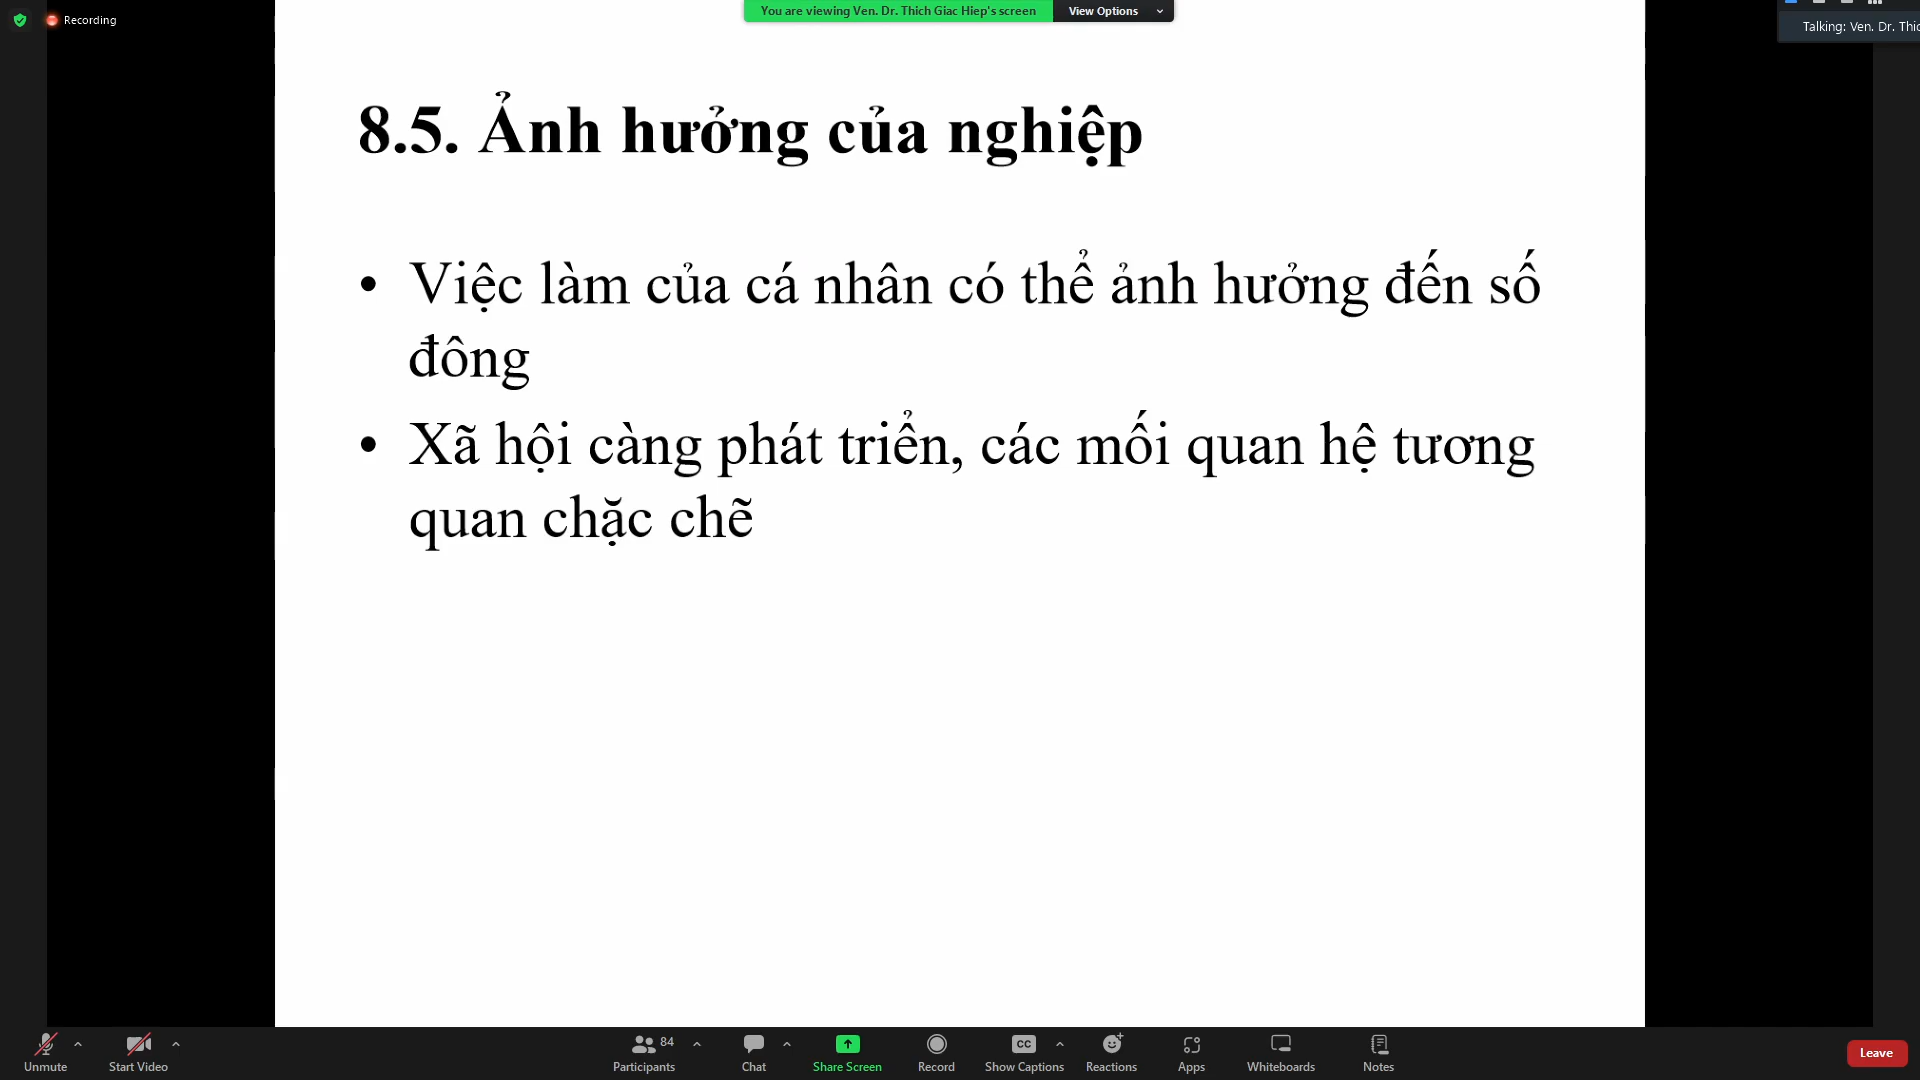 Recording
You are viewing Ven. Dr. Thich Giac Hiep's screen View Options
Talking: Ven. Dr.
8.5. Ảnh hưởng của nghiệp
• Việc làm của cá nhân có thể ảnh hưởng đến số
đông
• Xã hội càng phát triển, các mối quan hệ tương
quan chặc chẽ
Unmute Start Video 84 Participants Chat Share Screen Record CC Show Captions Reactions Apps Whiteboards Notes Leave